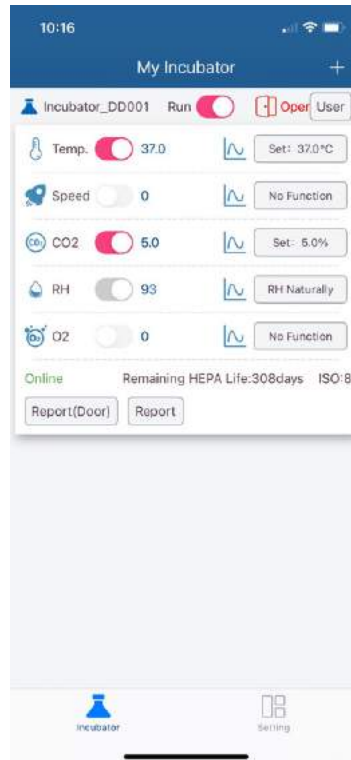 10:16
My Incubator +
Incubator_DD001 Run Oper User
Temp. 37.0 Set: 37.0°C
Speed 0 No Function
CO2 CO2 5.0 Set: 5.0%
RH 93 RH Naturally
O2 O2 0 No Function
Online Remaining HEPA Life:308days ISO:8
Report(Door) Report
Incubator Setting